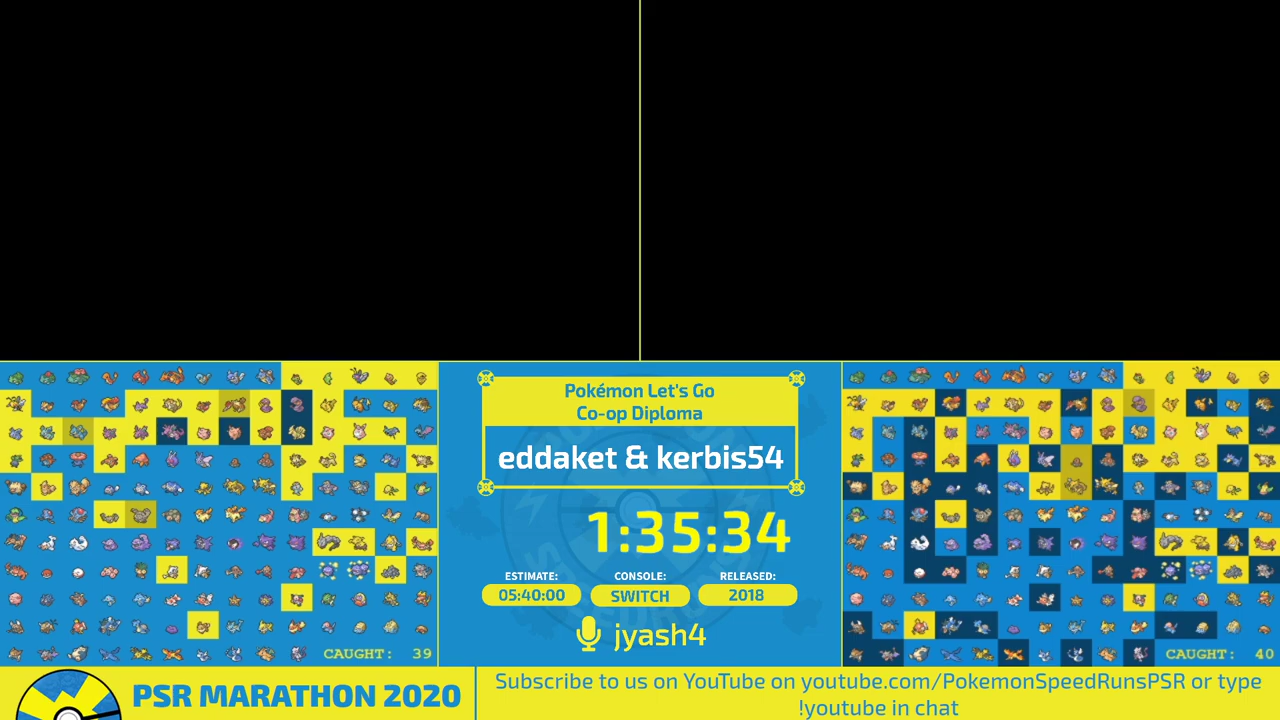 Pokémon Let's Go
Co-op Diploma
eddaket & kerbis54
1:35:34
ESTIMATE: CONSOLE: RELEASED:
05:40:00 SWITCH 2018
jyash4
CAUGHT: 39
CAUGHT: 40
PSR MARATHON 2020
Subscribe to us on YouTube on youtube.com/PokemonSpeedRunsPSR or type
!youtube in chat